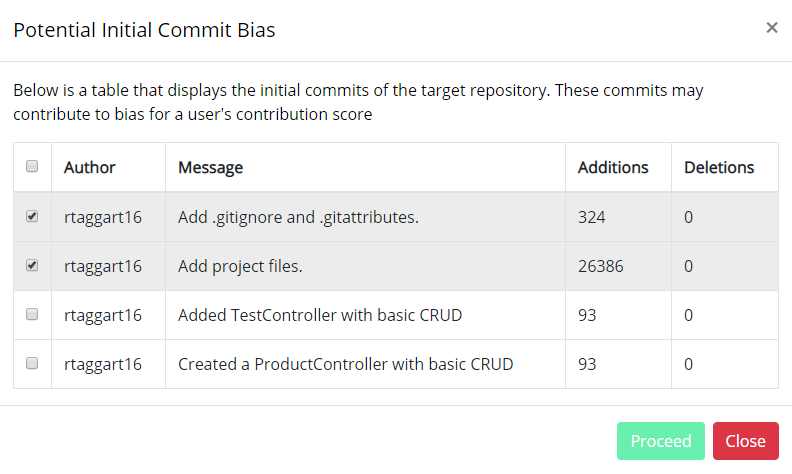 Potential Initial Commit Bias ×
Below is a table that displays the initial commits of the target repository. These commits may
contribute to bias for a user's contribution score
Author Message Additions Deletions
rtaggart16 Add .gitignore and .gitattributes. 324 0
rtaggart16 Add project files. 26386 0
rtaggart16 Added TestController with basic CRUD 93 0
rtaggart16 Created a ProductController with basic CRUD 93 0
Proceed Close